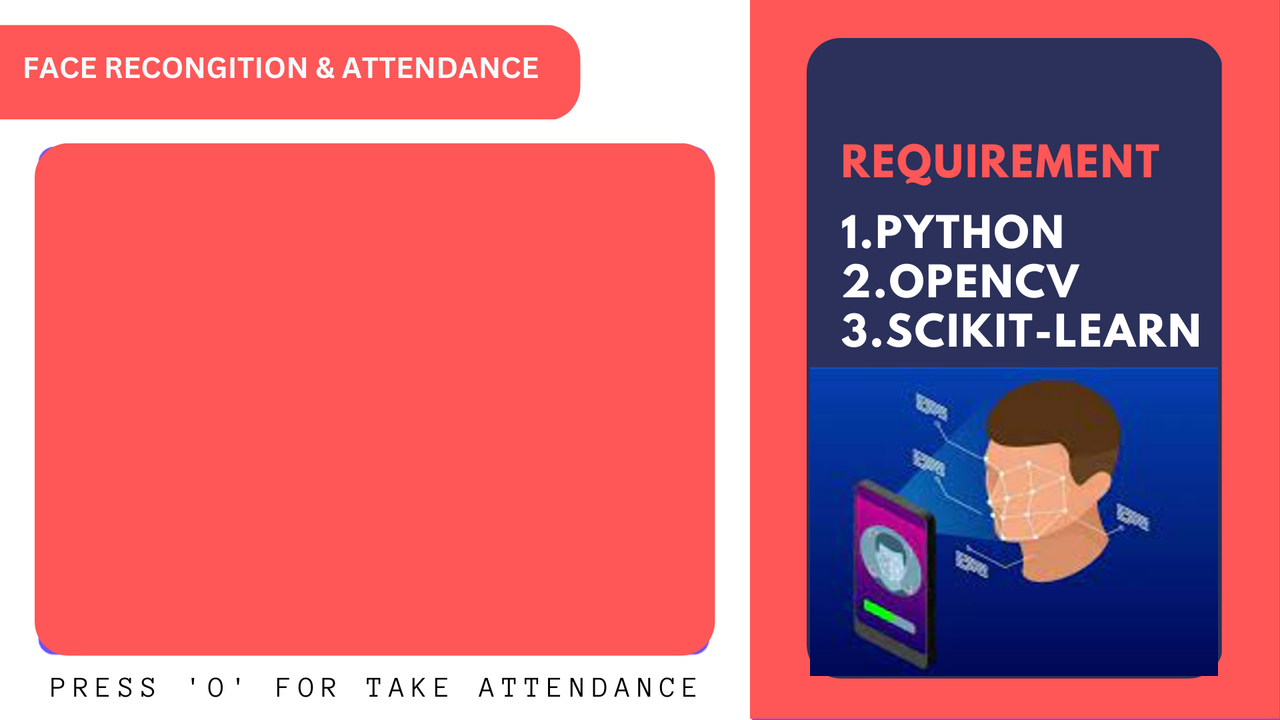 FACE RECONGITION & ATTENDANCE
PRESS 'O' FOR TAKE ATTENDANCE
REQUIREMENT
1.PYTHON
2.OPENCV
3.SCIKIT-LEARN